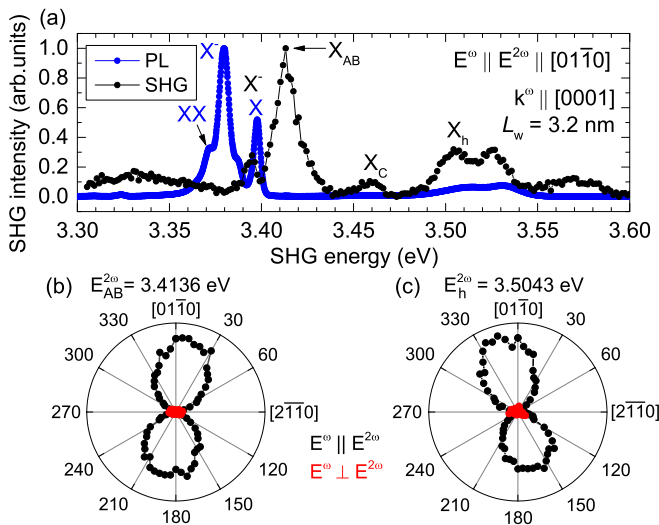 (a)
SHG intensity (arb.units)
1.0
0.8
0.6
0.4
0.2
0.0
PL
SHG
X⁻
XX
X⁻
X
X_AB
X_C
X_h
E^ω ∥ E^2ω ∥ [011̅0]
k^ω ∥ [0001]
L_w = 3.2 nm
3.30 3.35 3.40 3.45 3.50 3.55 3.60
SHG energy (eV)
(b) E_AB^2ω = 3.4136 eV
[011̅0]
330 30
300 60
270 [21̅1̅0]
240 120
210 150
180
E^ω ∥ E^2ω
E^ω ⊥ E^2ω
(c) E_h^2ω = 3.5043 eV
[011̅0]
330 30
300 60
270 [21̅1̅0]
240 120
210 150
180